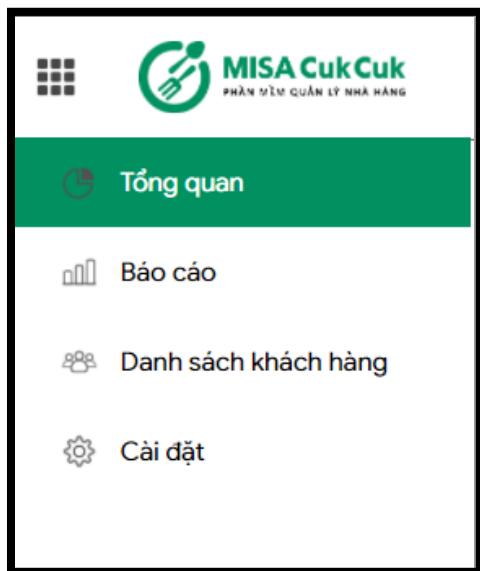 MISA CukCuk
PHẦN MỀM QUẢN LÝ NHÀ HÀNG
Tổng quan
Báo cáo
Danh sách khách hàng
Cài đặt